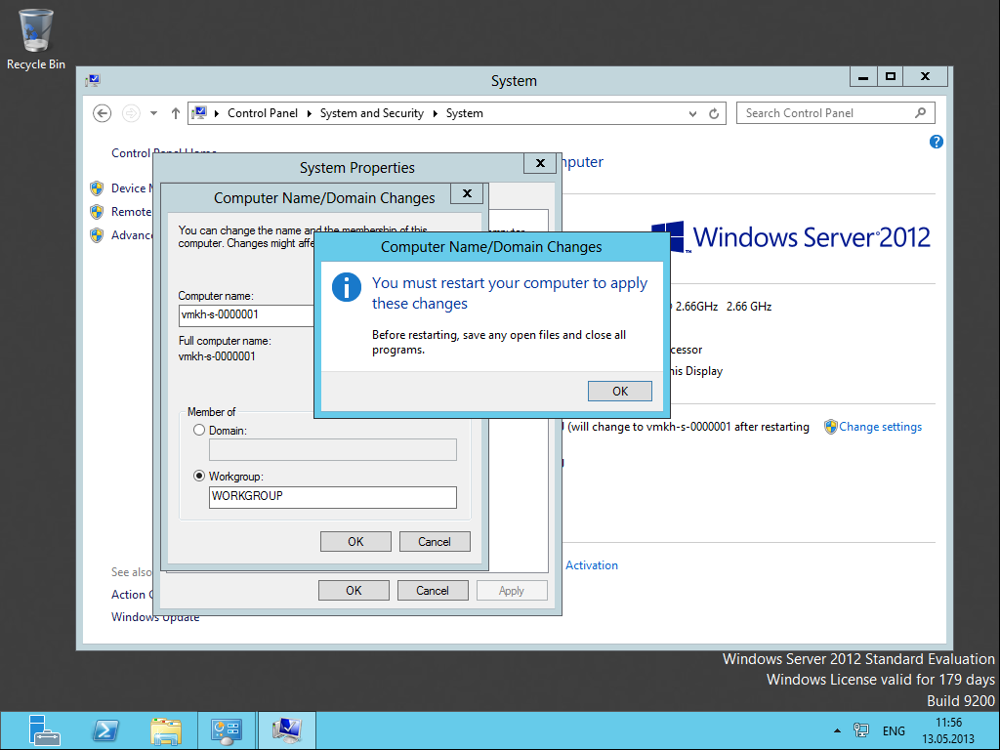 Recycle Bin
System
Control Panel
System and Security
System
Search Control Panel
Control Panel Home
Device
Remote
System Properties
Computer Name/Domain Changes
You can change the name and the membership of this
computer. Changes might
Computer name:
vmkh-s-0000001
Full computer name:
vmkh-s-0000001
Member of
Domain:
Workgroup:
WORKGROUP
OK
Cancel
OK
Cancel
Apply
Computer Name/Domain Changes
You must restart your computer to apply
these changes
Before restarting, save any open files and close all
programs.
OK
Windows Server 2012
2.66GHz 2.66 GHz
Display
(will change to vmkh-s-0000001 after restarting
Change settings
Activation
See also
Action
Windows Update
Windows Server 2012 Standard Evaluation
Windows License valid for 179 days
Build 9200
ENG
11:56
13.05.2013